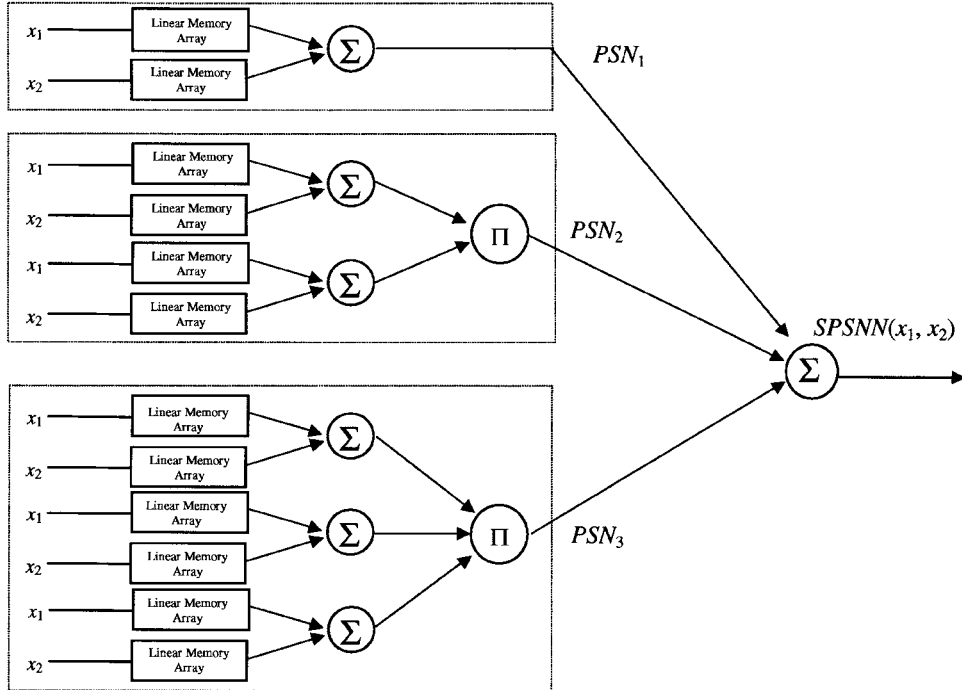 x₁ Linear Memory
Array
Σ
PSN₁
x₂ Linear Memory
Array
x₁ Linear Memory
Array
Σ
x₂ Linear Memory
Array
Π
PSN₂
x₁ Linear Memory
Array
Σ
x₂ Linear Memory
Array
SPSNN(x₁, x₂)
Σ
x₁ Linear Memory
Array
Σ
x₂ Linear Memory
Array
x₁ Linear Memory
Array
Σ
Π
PSN₃
x₂ Linear Memory
Array
x₁ Linear Memory
Array
Σ
x₂ Linear Memory
Array